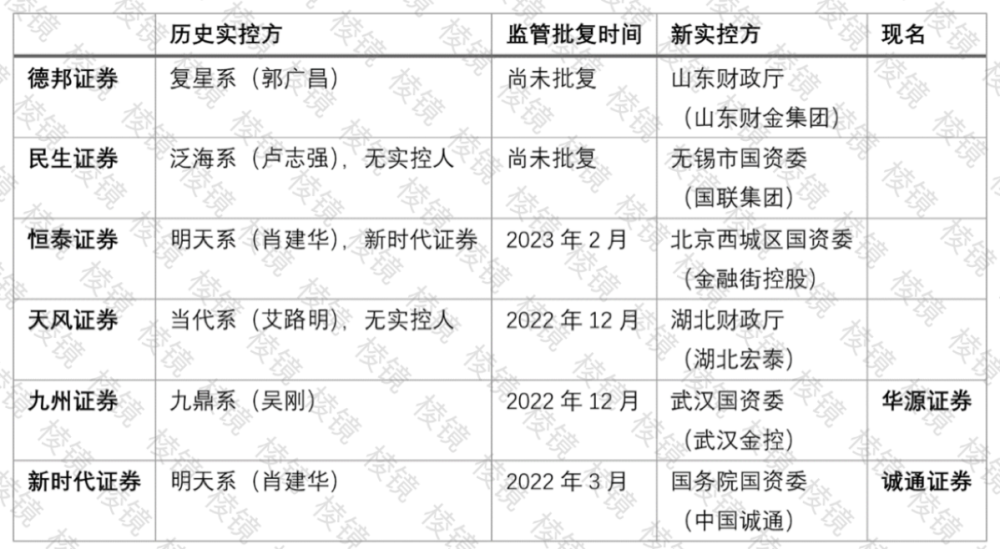 历史实控方 监管批复时间 新实控方 现名
德邦证券 复星系（郭广昌） 尚未批复 山东财政厅
（山东财金集团）
民生证券 泛海系（卢志强），无实控人 尚未批复 无锡市国资委
（国联集团）
恒泰证券 明天系（肖建华），新时代证券 2023 年 2 月 北京西城区国资委
（金融街控股）
天风证券 当代系（艾路明），无实控人 2022 年 12 月 湖北财政厅
（湖北宏泰）
九州证券 九鼎系（吴刚） 2022 年 12 月 武汉国资委 华源证券
（武汉金控）
新时代证券 明天系（肖建华） 2022 年 3 月 国务院国资委 诚通证券
（中国诚通）
棱镜